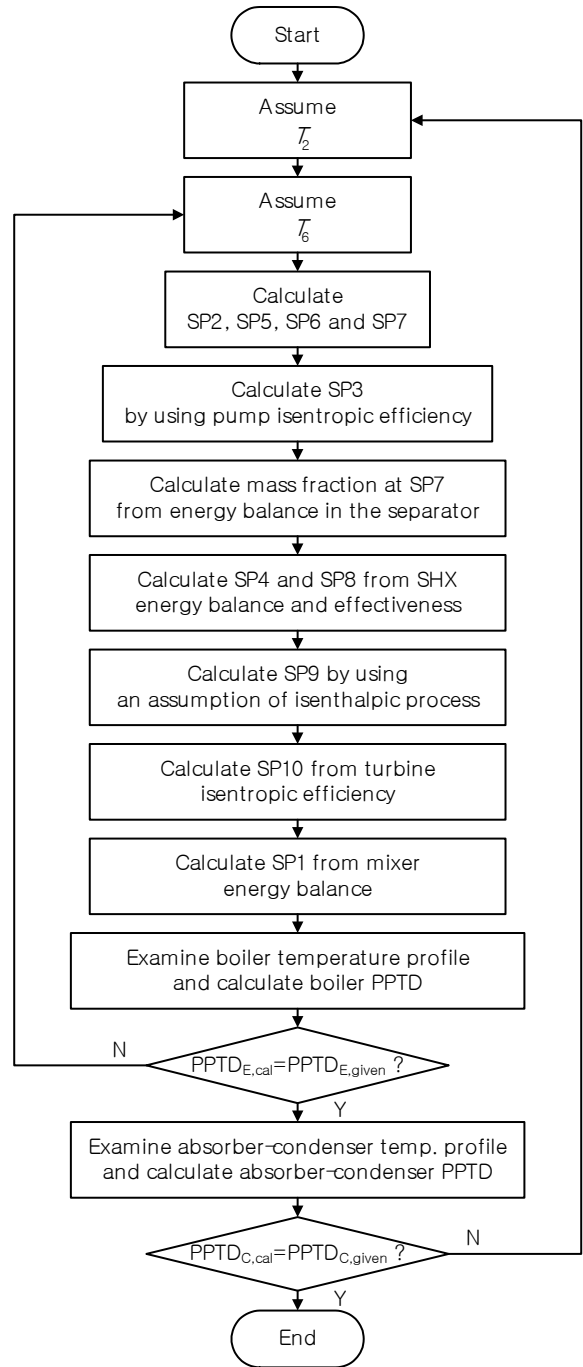 Start
Assume
T2
Assume
T6
Calculate
SP2, SP5, SP6 and SP7
Calculate SP3
by using pump isentropic efficiency
Calculate mass fraction at SP7
from energy balance in the separator
Calculate SP4 and SP8 from SHX
energy balance and effectiveness
Calculate SP9 by using
an assumption of isenthalpic process
Calculate SP10 from turbine
isentropic efficiency
Calculate SP1 from mixer
energy balance
Examine boiler temperature profile
and calculate boiler PPTD
N
PPTDE,cal=PPTDE,given ?
Y
Examine absorber-condenser temp. profile
and calculate absorber-condenser PPTD
PPTDC,cal=PPTDC,given ?
N
Y
End